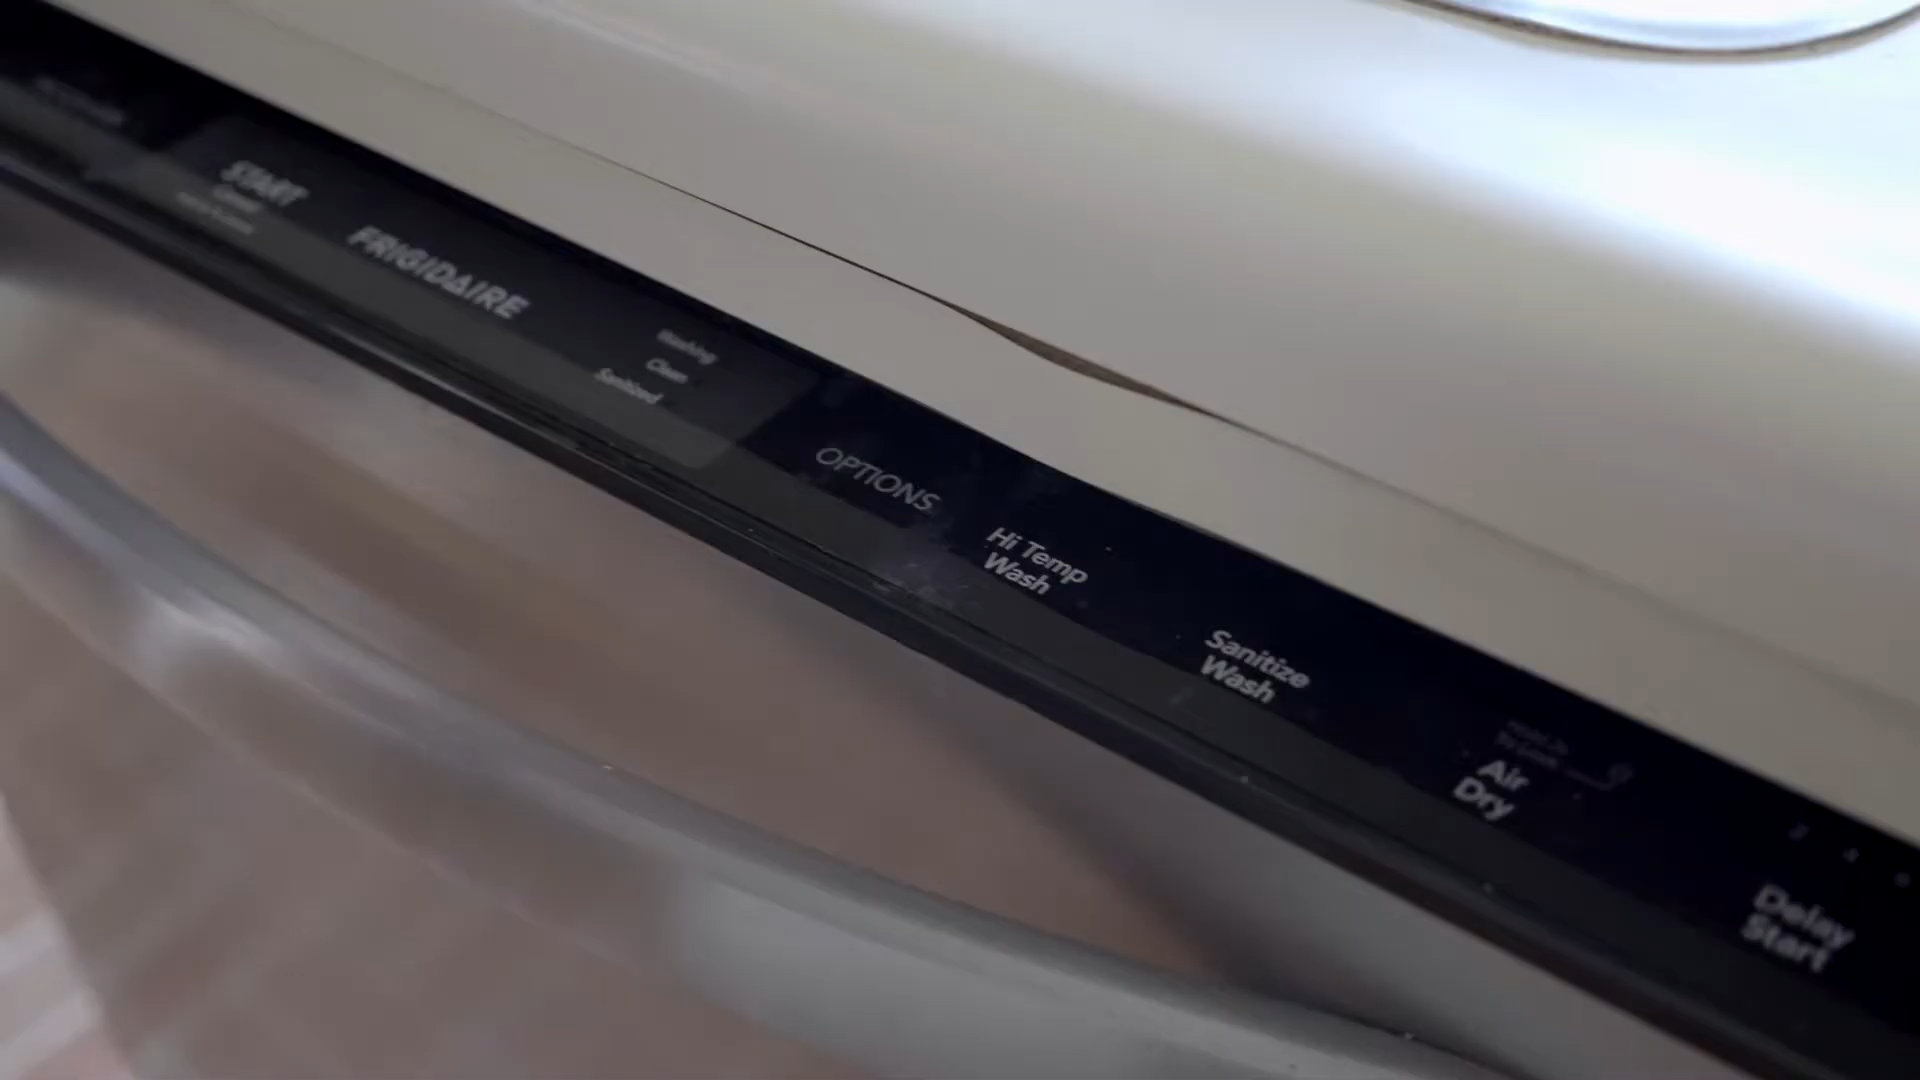 START
FRIGIDAIRE
Washing
Clean
Sanitized
OPTIONS
Hi Temp
Wash
Sanitize
Wash
Air
Dry
Delay
Start